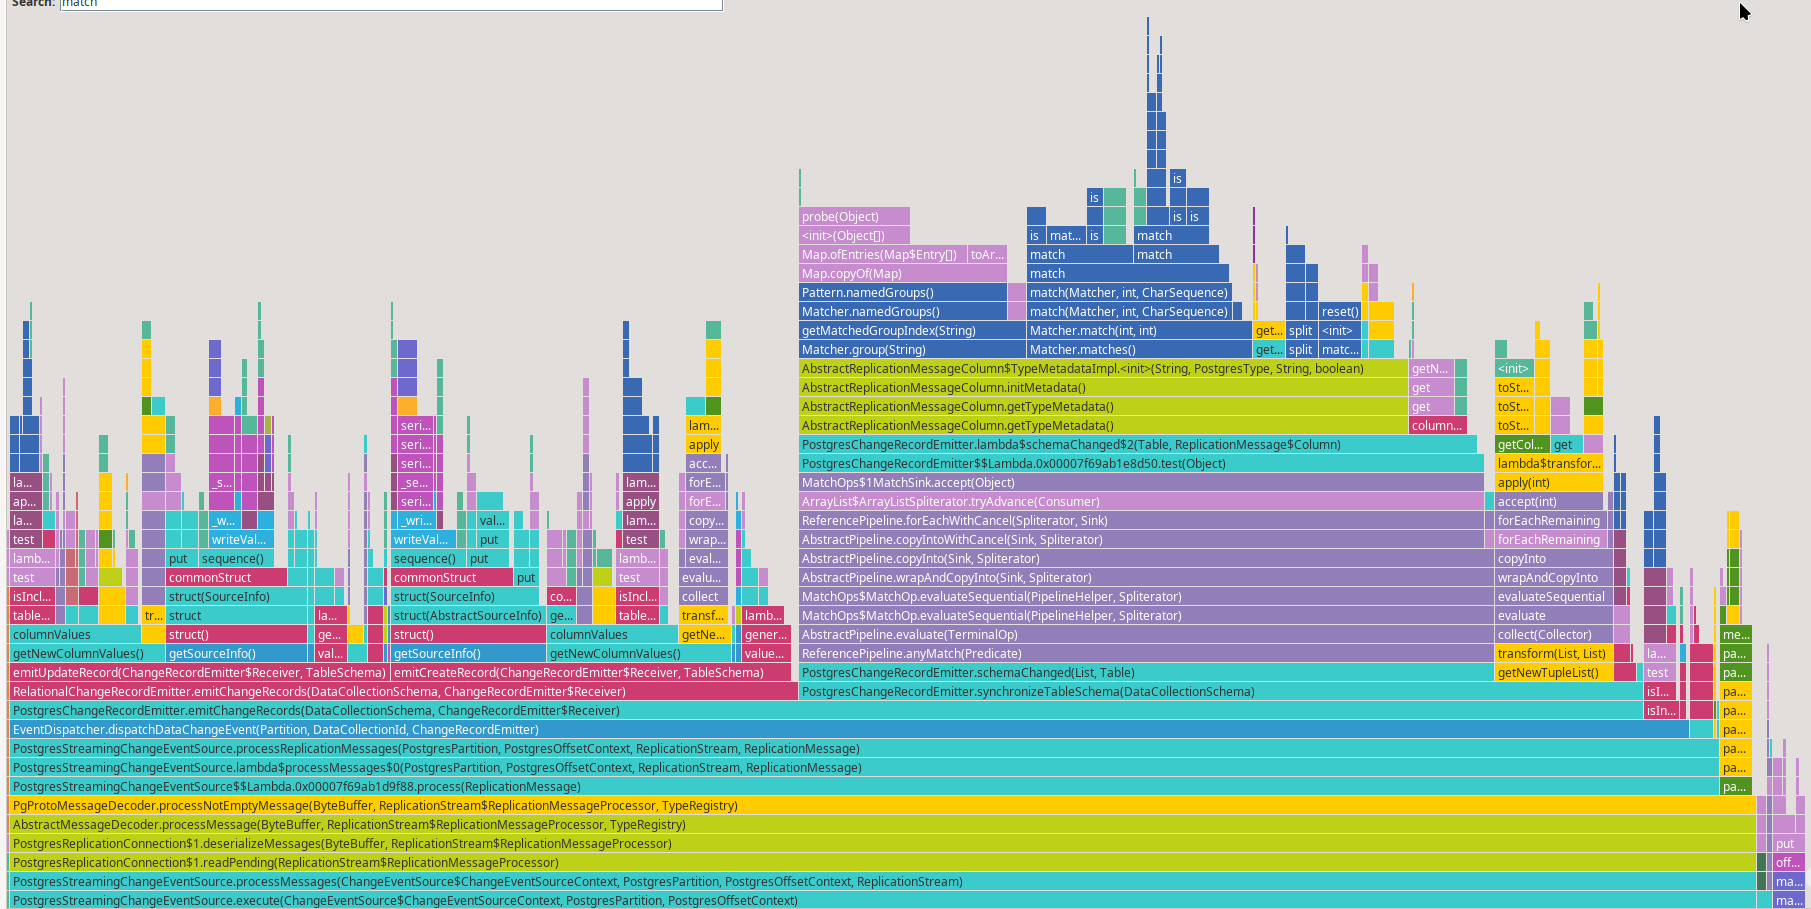 Search: match
is
is
probe(Object) is is
<init>(Object[]) is mat... is match
Map.ofEntries(Map$Entry[]) toAr... match match
Map.copyOf(Map) match
Pattern.namedGroups() match(Matcher, int, CharSequence)
Matcher.namedGroups() match(Matcher, int, CharSequence) reset()
getMatchedGroupIndex(String) Matcher.match(int, int) get... split <init>
Matcher.group(String) Matcher.matches() get... split matc...
AbstractReplicationMessageColumn$TypeMetadataImpl.<init>(String, PostgresType, String, boolean) getN... <init>
AbstractReplicationMessageColumn.initMetadata() get toSt...
AbstractReplicationMessageColumn.getTypeMetadata() get toSt...
seri... lam... AbstractReplicationMessageColumn.getTypeMetadata() column... toSt...
seri... apply PostgresChangeRecordEmitter.lambda$schemaChanged$2(Table, ReplicationMessage$Column) getCol... get
seri... acc... PostgresChangeRecordEmitter$$Lambda.0x00007f69ab1e8d50.test(Object) lambda$transfor...
la... _s... _se... lam... forE... MatchOps$1MatchSink.accept(Object) apply(int)
ap... seri... apply forE... ArrayList$ArrayListSpliterator.tryAdvance(Consumer) accept(int)
la... _w... _wri... val... lam... copy... ReferencePipeline.forEachWithCancel(Spliterator, Sink) forEachRemaining
test writeVal... writeVal... put test wrap... AbstractPipeline.copyIntoWithCancel(Sink, Spliterator) forEachRemaining
lamb... put sequence() sequence() put lamb... eval... AbstractPipeline.copyInto(Sink, Spliterator) copyInto
test commonStruct commonStruct put test evalu... AbstractPipeline.wrapAndCopyInto(Sink, Spliterator) wrapAndCopyInto
isIncl... struct(SourceInfo) struct(SourceInfo) co... isIncl... collect MatchOps$MatchOp.evaluateSequential(PipelineHelper, Spliterator) evaluateSequential
table... tr... struct la... struct(AbstractSourceInfo) ge... table... transf... lamb... MatchOps$MatchOp.evaluateSequential(PipelineHelper, Spliterator) evaluate
columnValues struct() ge... struct() columnValues getNe... gener... AbstractPipeline.evaluate(TerminalOp) collect(Collector) me...
getNewColumnValues() getSourceInfo() val... getSourceInfo() getNewColumnValues() value... ReferencePipeline.anyMatch(Predicate) transform(List, List) la... pa...
emitUpdateRecord(ChangeRecordEmitter$Receiver, TableSchema) emitCreateRecord(ChangeRecordEmitter$Receiver, TableSchema) PostgresChangeRecordEmitter.schemaChanged(List, Table) getNewTupleList() test pa...
RelationalChangeRecordEmitter.emitChangeRecords(DataCollectionSchema, ChangeRecordEmitter$Receiver) PostgresChangeRecordEmitter.synchronizeTableSchema(DataCollectionSchema) isI... pa...
PostgresChangeRecordEmitter.emitChangeRecords(DataCollectionSchema, ChangeRecordEmitter$Receiver) isIn... pa...
EventDispatcher.dispatchDataChangeEvent(Partition, DataCollectionId, ChangeRecordEmitter) pa...
PostgresStreamingChangeEventSource.processReplicationMessages(PostgresPartition, PostgresOffsetContext, ReplicationStream, ReplicationMessage) pa...
PostgresStreamingChangeEventSource.lambda$processMessages$0(PostgresPartition, PostgresOffsetContext, ReplicationStream, ReplicationMessage) pa...
PostgresStreamingChangeEventSource$$Lambda.0x00007f69ab1d9f88.process(ReplicationMessage) pa...
PgProtoMessageDecoder.processNotEmptyMessage(ByteBuffer, ReplicationStream$ReplicationMessageProcessor, TypeRegistry)
AbstractMessageDecoder.processMessage(ByteBuffer, ReplicationStream$ReplicationMessageProcessor, TypeRegistry)
PostgresReplicationConnection$1.deserializeMessages(ByteBuffer, ReplicationStream$ReplicationMessageProcessor) put
PostgresReplicationConnection$1.readPending(ReplicationStream$ReplicationMessageProcessor) off...
PostgresStreamingChangeEventSource.processMessages(ChangeEventSource$ChangeEventSourceContext, PostgresPartition, PostgresOffsetContext, ReplicationStream) ma...
PostgresStreamingChangeEventSource.execute(ChangeEventSource$ChangeEventSourceContext, PostgresPartition, PostgresOffsetContext) ma...